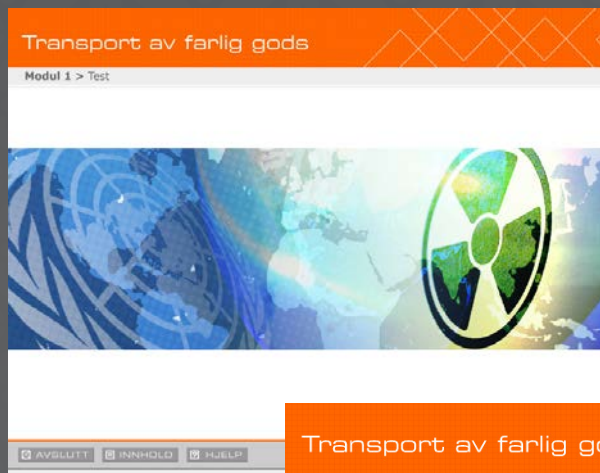 Transport av farlig gods
Modul 1 > Test
AVSLUTT INNHOLD HJELP
Transport av farlig go